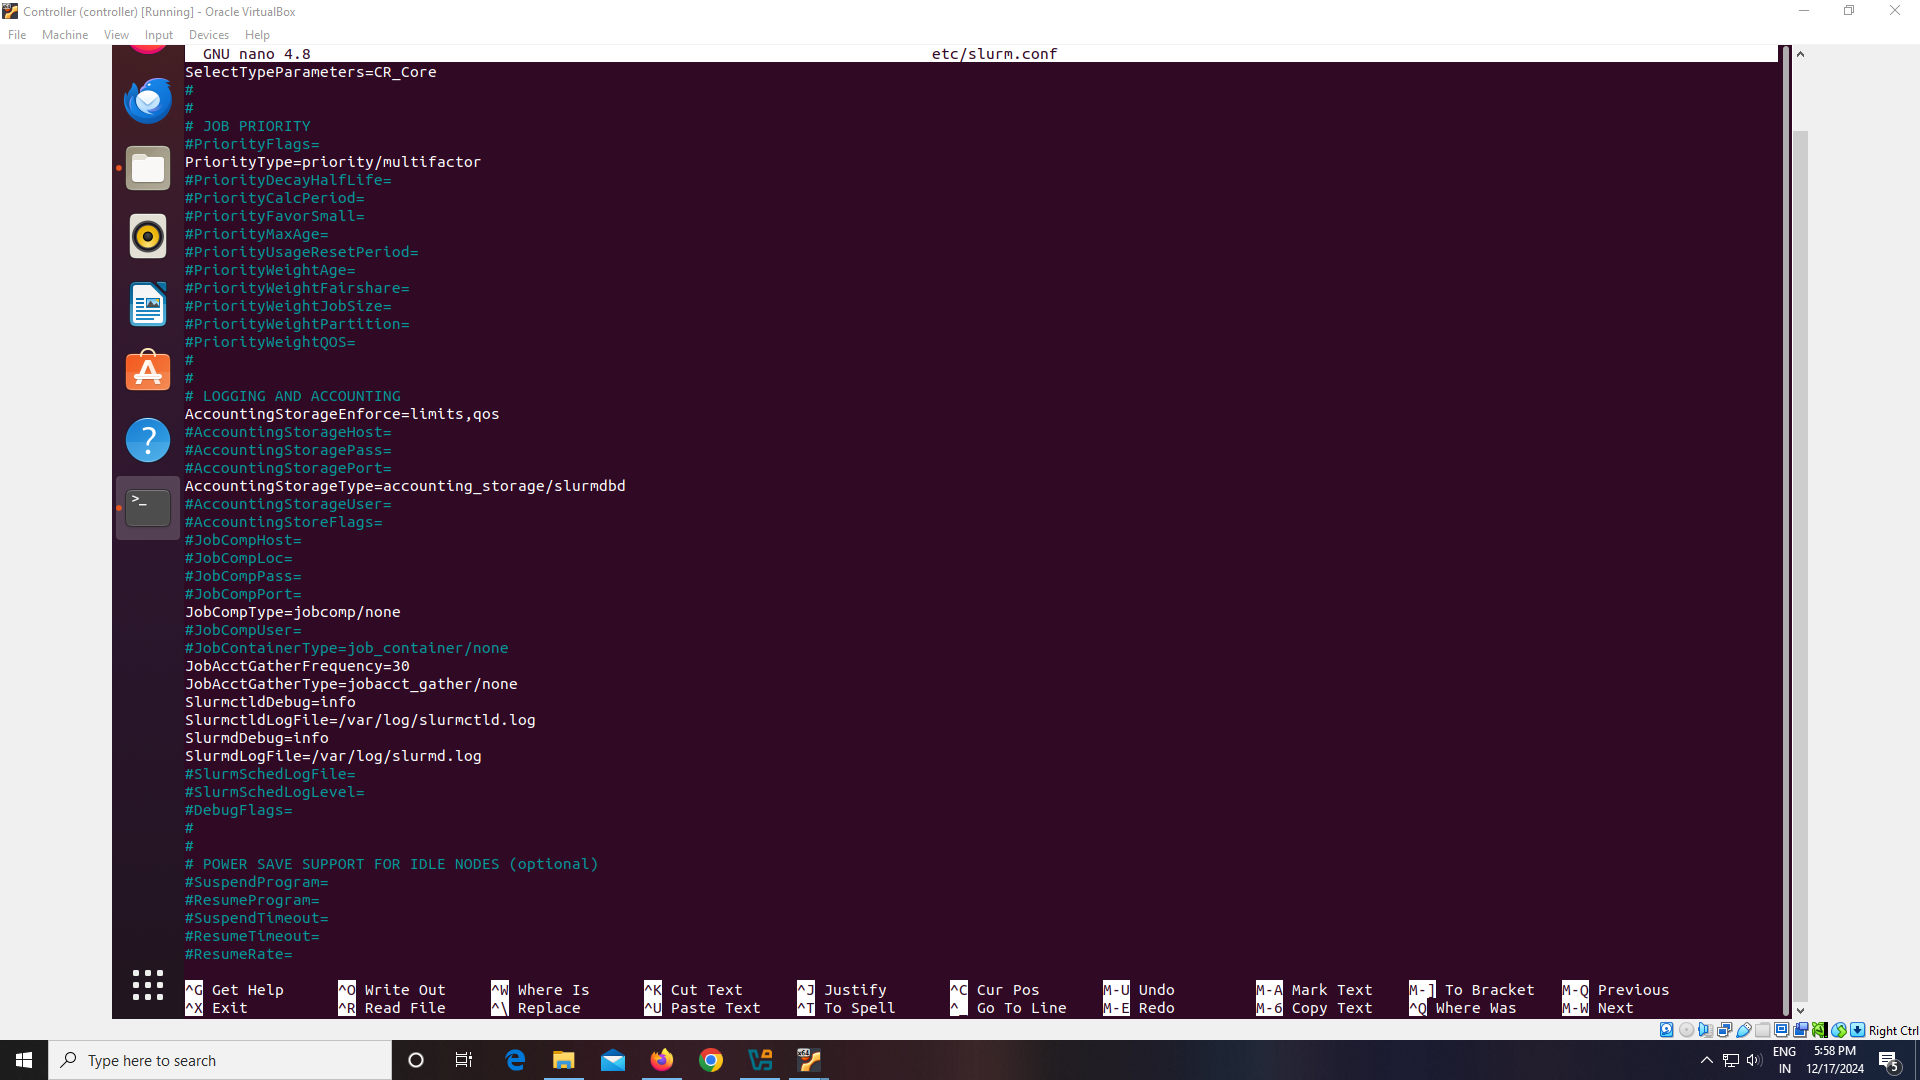 Controller (controller) [Running] - Oracle VirtualBox
File Machine View Input Devices Help
GNU nano 4.8 etc/slurm.conf
SelectTypeParameters=CR_Core
#
#
# JOB PRIORITY
#PriorityFlags=
PriorityType=priority/multifactor
#PriorityDecayHalfLife=
#PriorityCalcPeriod=
#PriorityFavorSmall=
#PriorityMaxAge=
#PriorityUsageResetPeriod=
#PriorityWeightAge=
#PriorityWeightFairshare=
#PriorityWeightJobSize=
#PriorityWeightPartition=
#PriorityWeightQOS=
#
#
# LOGGING AND ACCOUNTING
AccountingStorageEnforce=limits,qos
#AccountingStorageHost=
#AccountingStoragePass=
#AccountingStoragePort=
AccountingStorageType=accounting_storage/slurmdbd
#AccountingStorageUser=
#AccountingStoreFlags=
#JobCompHost=
#JobCompLoc=
#JobCompPass=
#JobCompPort=
JobCompType=jobcomp/none
#JobCompUser=
#JobContainerType=job_container/none
JobAcctGatherFrequency=30
JobAcctGatherType=jobacct_gather/none
SlurmctldDebug=info
SlurmctldLogFile=/var/log/slurmctld.log
SlurmdDebug=info
SlurmdLogFile=/var/log/slurmd.log
#SlurmSchedLogFile=
#SlurmSchedLogLevel=
#DebugFlags=
#
#
# POWER SAVE SUPPORT FOR IDLE NODES (optional)
#SuspendProgram=
#ResumeProgram=
#SuspendTimeout=
#ResumeTimeout=
#ResumeRate=
^G Get Help ^O Write Out ^W Where Is ^K Cut Text ^J Justify ^C Cur Pos M-U Undo M-A Mark Text M-] To Bracket M-Q Previous
^X Exit ^R Read File ^\ Replace ^U Paste Text ^T To Spell ^_ Go To Line M-E Redo M-6 Copy Text ^Q Where Was M-W Next
Right Ctrl
Type here to search
ENG
IN
5:58 PM
12/17/2024
5